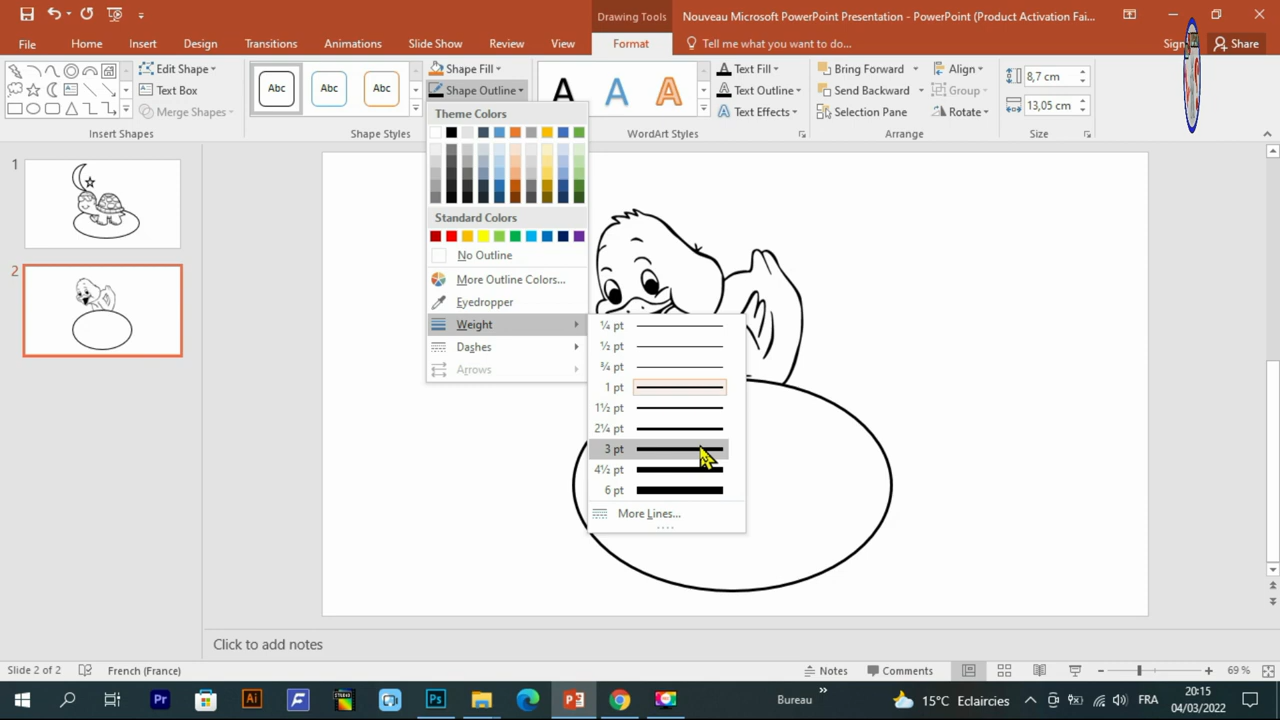 Drawing Tools
Nouveau Microsoft PowerPoint Presentation - PowerPoint (Product Activation Fai...
File
Home
Insert
Design
Transitions
Animations
Slide Show
Review
View
Format
Tell me what you want to do...
Sign
Share
Edit Shape
Text Box
Merge Shapes
Insert Shapes
Abc
Abc
Abc
Shape Styles
Shape Fill
Shape Outline
A
A
A
Text Fill
Text Outline
Text Effects
WordArt Styles
Bring Forward
Send Backward
Selection Pane
Align
Group
Rotate
Arrange
8,7 cm
13,05 cm
Size
Theme Colors
Standard Colors
No Outline
More Outline Colors...
Eyedropper
Weight
Dashes
Arrows
¼ pt
½ pt
¾ pt
1 pt
1½ pt
2¼ pt
3 pt
4½ pt
6 pt
More Lines...
1
2
Click to add notes
Slide 2 of 2
French (France)
Notes
Comments
69 %
Pr
Ai
Ps
Bureau
15°C Eclaircies
FRA
20:15
04/03/2022